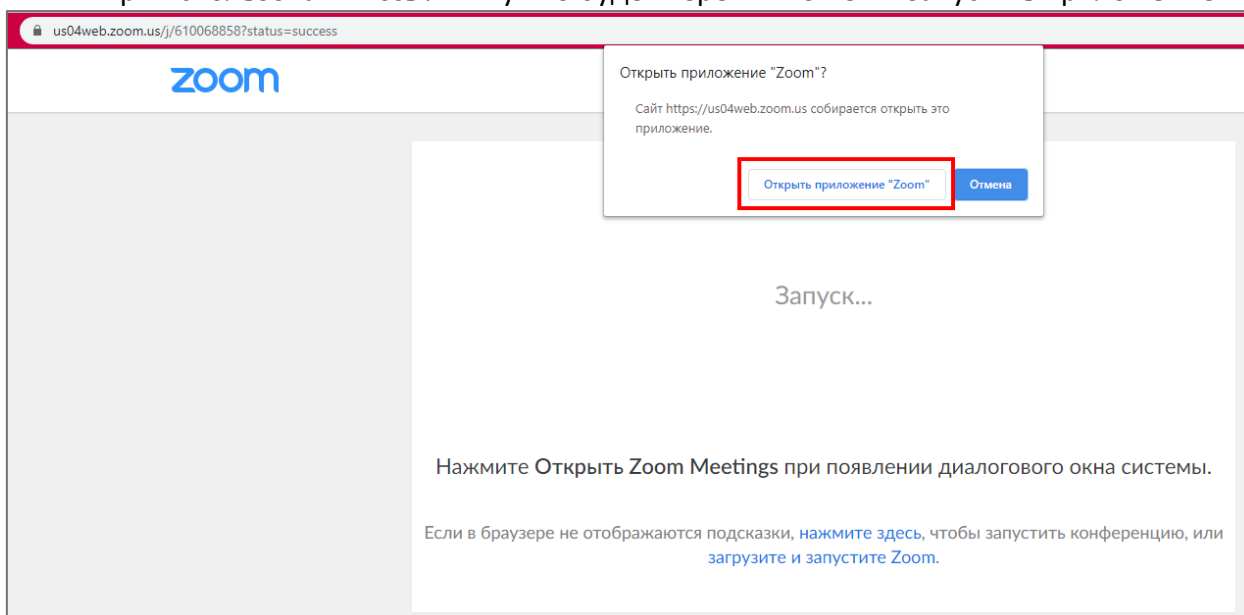 us04web.zoom.us/j/610068858?status=success
zoom
Открыть приложение "Zoom"?
Сайт https://us04web.zoom.us собирается открыть это
приложение.
Открыть приложение "Zoom" Отмена
Запуск...
Нажмите Открыть Zoom Meetings при появлении диалогового окна системы.
Если в браузере не отображаются подсказки, нажмите здесь, чтобы запустить конференцию, или
загрузите и запустите Zoom.